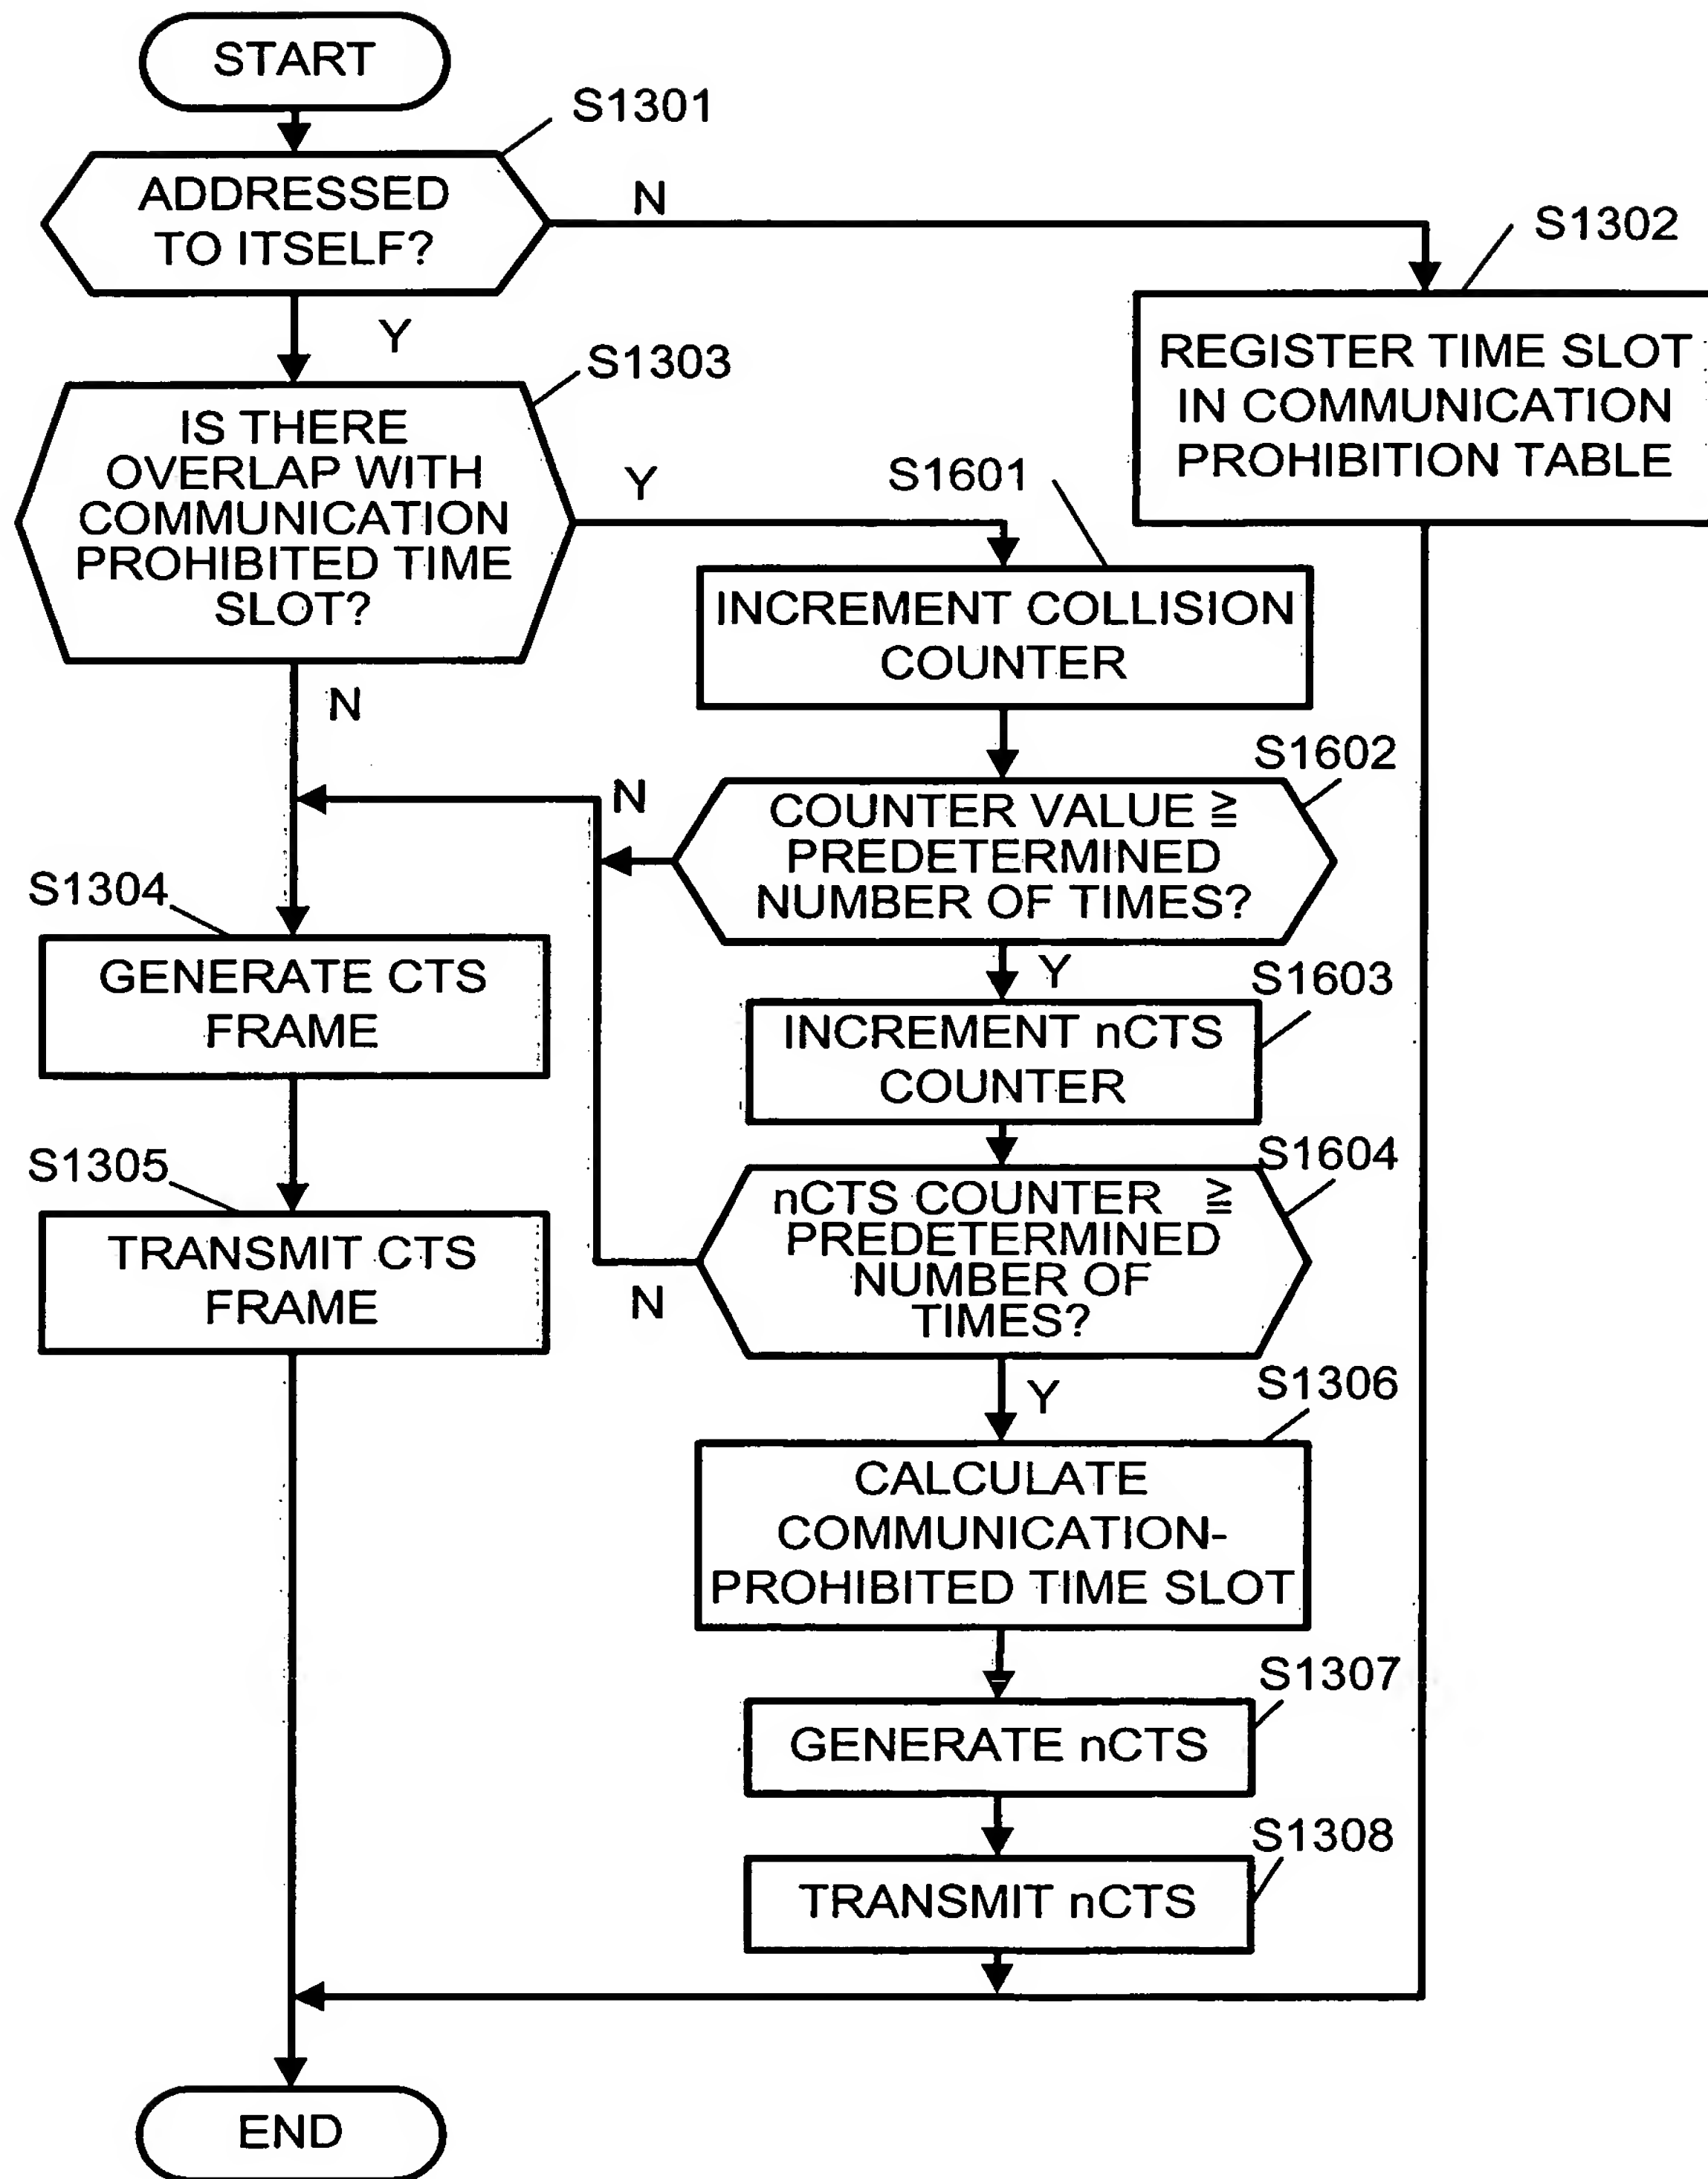 START
S1301
ADDRESSED
TO ITSELF?
N
S1302
REGISTER TIME SLOT
IN COMMUNICATION
PROHIBITION TABLE
Y
S1303
IS THERE
OVERLAP WITH
COMMUNICATION
PROHIBITED TIME
SLOT?
Y
S1601
INCREMENT COLLISION
COUNTER
N
S1602
N
COUNTER VALUE ≧
PREDETERMINED
NUMBER OF TIMES?
S1304
GENERATE CTS
FRAME
Y
S1603
INCREMENT nCTS
COUNTER
S1305
TRANSMIT CTS
FRAME
S1604
nCTS COUNTER ≧
PREDETERMINED
NUMBER OF
TIMES?
N
Y
S1306
CALCULATE
COMMUNICATION-
PROHIBITED TIME SLOT
S1307
GENERATE nCTS
S1308
TRANSMIT nCTS
END